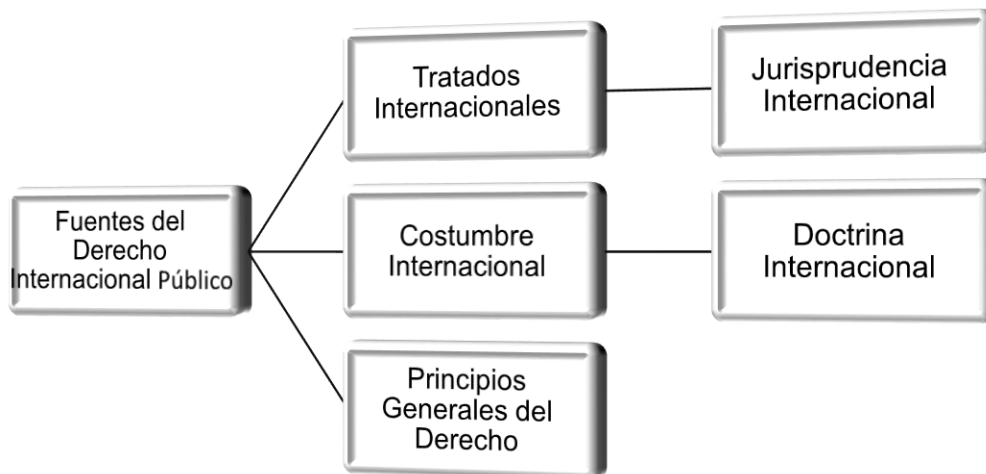 Fuentes del
Derecho
Internacional Público
Tratados
Internacionales
Jurisprudencia
Internacional
Costumbre
Internacional
Doctrina
Internacional
Principios
Generales del
Derecho